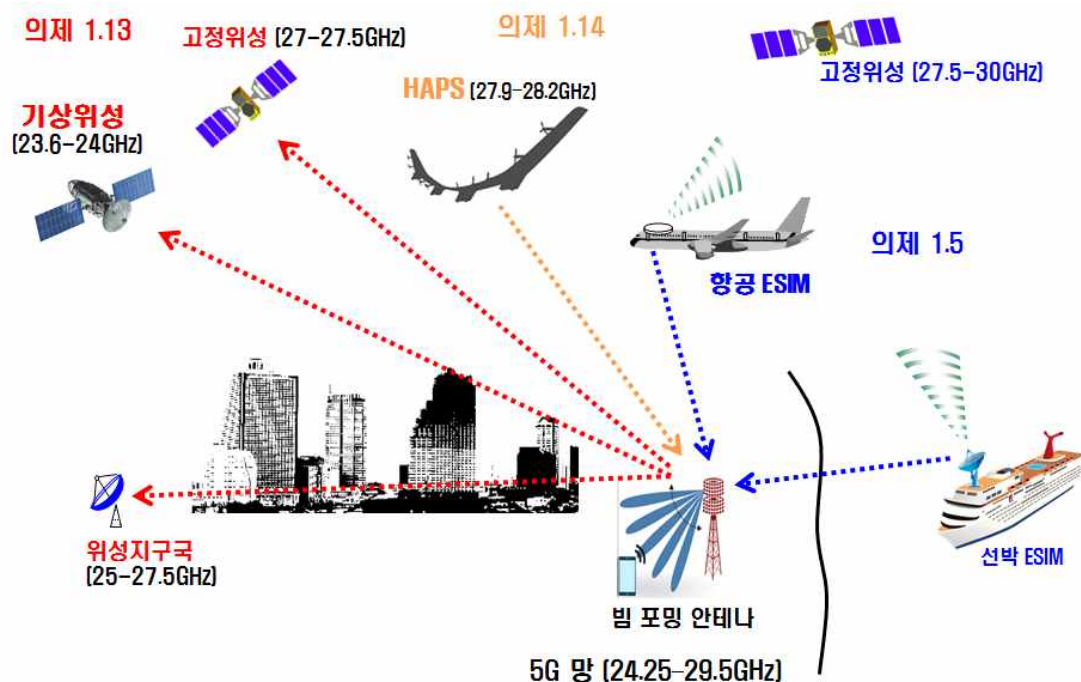 의제 1.13
고정위성 (27-27.5GHz)
의제 1.14
고정위성 (27.5-30GHz)
HAPS (27.9-28.2GHz)
기상위성
(23.6-24GHz)
의제 1.5
항공 ESIM
위성지구국
(25-27.5GHz)
선박 ESIM
빔 포밍 안테나
5G 망 (24.25-29.5GHz)